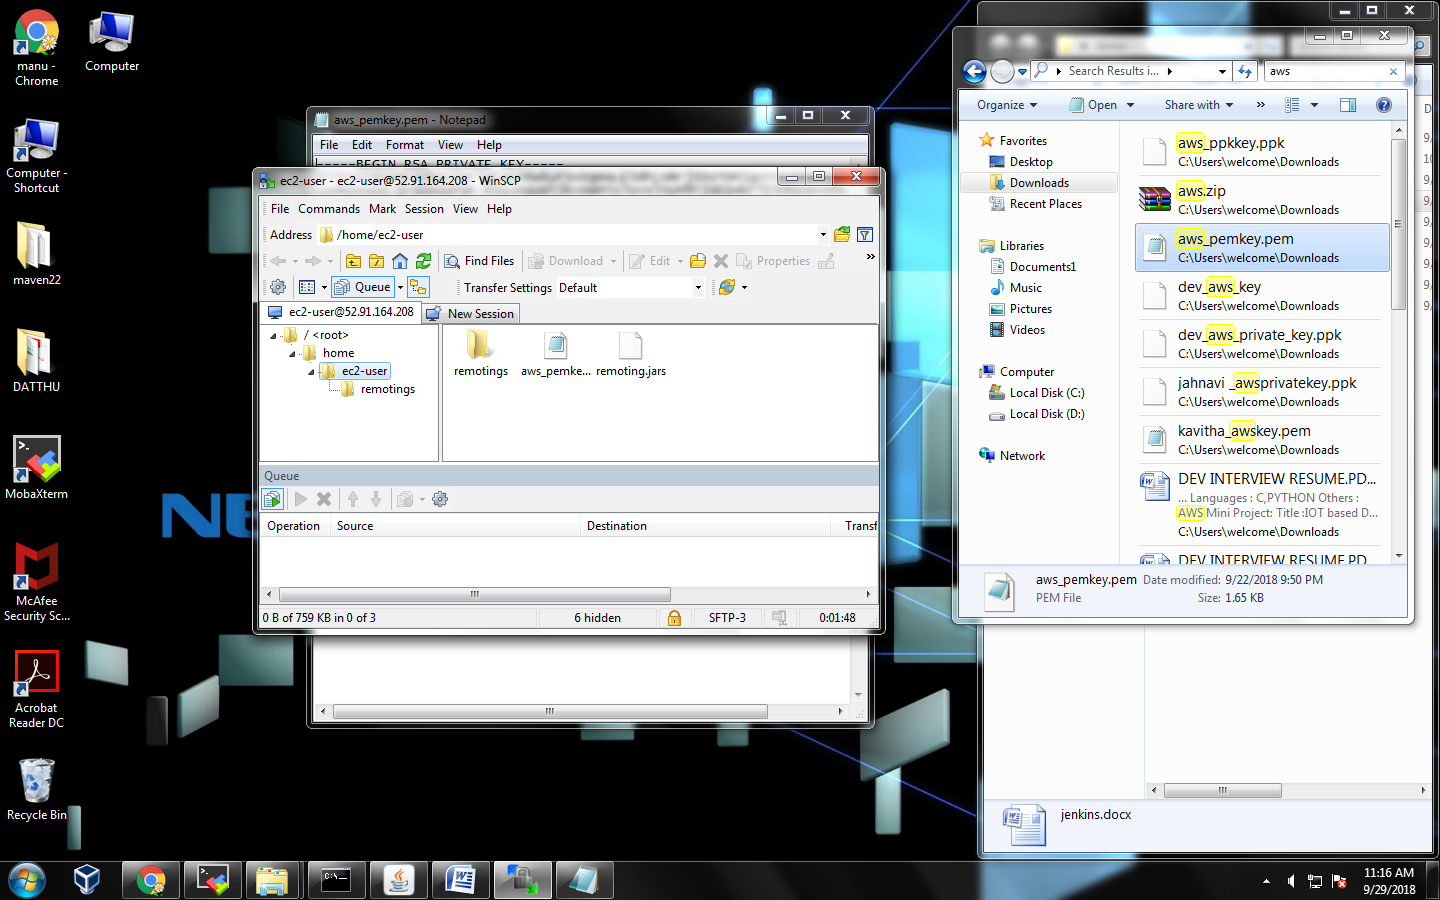 manu -
Chrome
Computer
Computer -
Shortcut
maven22
DATTHU
MobaXterm
McAfee
Security Sc...
Acrobat
Reader DC
Recycle Bin
NE
aws_pemkey.pem - Notepad
File Edit Format View Help
-----BEGIN RSA PRIVATE KEY-----
ec2-user - ec2-user@52.91.164.208 - WinSCP
File Commands Mark Session View Help
Address /home/ec2-user
Find Files Download Edit Properties »
Queue Transfer Settings Default
ec2-user@52.91.164.208 New Session
/ <root>
home
ec2-user
remotings
remotings aws_pemke... remoting.jars
Queue
Operation Source Destination Transf
0 B of 759 KB in 0 of 3 6 hidden SFTP-3 0:01:48
Search Results i... aws
Organize Open Share with »
Favorites
Desktop
Downloads
Recent Places
Libraries
Documents1
Music
Pictures
Videos
Computer
Local Disk (C:)
Local Disk (D:)
Network
aws_ppkkey.ppk
C:\Users\welcome\Downloads
aws.zip
C:\Users\welcome\Downloads
aws_pemkey.pem
C:\Users\welcome\Downloads
dev_aws_key
C:\Users\welcome\Downloads
dev_aws_private_key.ppk
C:\Users\welcome\Downloads
jahnavi _awsprivatekey.ppk
C:\Users\welcome\Downloads
kavitha_awskey.pem
C:\Users\welcome\Downloads
DEV INTERVIEW RESUME.PD...
... Languages : C,PYTHON Others :
AWS Mini Project: Title :IOT based D...
C:\Users\welcome\Downloads
DEV INTERVIEW RESUME.PD
aws_pemkey.pem Date modified: 9/22/2018 9:50 PM
PEM File Size: 1.65 KB
jenkins.docx
11:16 AM
9/29/2018